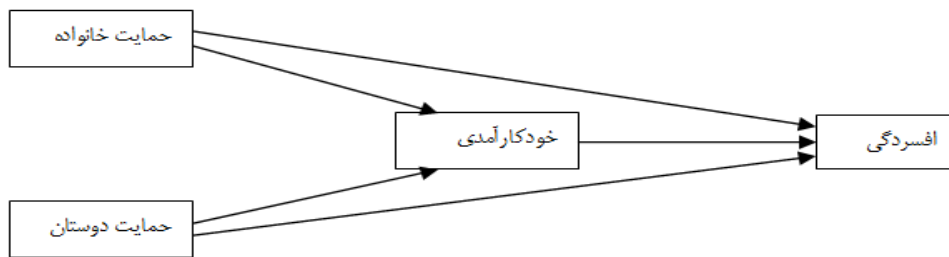 حمایت خانواده
خودکارآمدی
افسردگی
حمایت دوستان